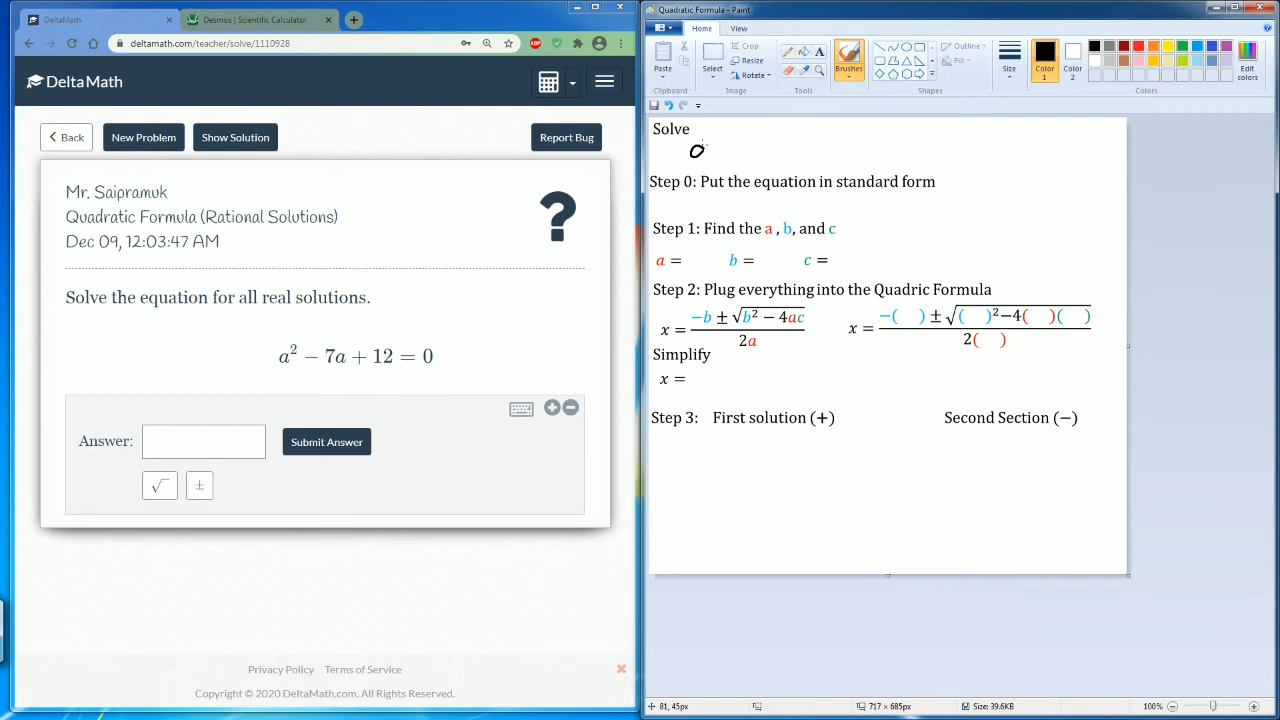 DeltaMath
Desmos | Scientific Calculator
deltamath.com/teacher/solve/1110928
ABP
DeltaMath
Back
New Problem
Show Solution
Report Bug
Mr. Saipramuk
Quadratic Formula (Rational Solutions)
Dec 09, 12:03:47 AM
?
Solve the equation for all real solutions.
a² − 7a + 12 = 0
Answer:
Submit Answer
√
±
Privacy Policy
Terms of Service
Copyright © 2020 DeltaMath.com. All Rights Reserved.
Quadratic Formula - Paint
Home
View
Paste
Select
Crop
Resize
Rotate
A
Brushes
Outline
Fill
Size
Color 1
Color 2
Edit colors
Clipboard
Image
Tools
Shapes
Colors
Solve
Step 0: Put the equation in standard form
Step 1: Find the a , b, and c
a = b = c =
Step 2: Plug everything into the Quadric Formula
x = (−b ± √(b² − 4ac)) / 2a x = (−( ) ± √(( )²−4( )( ))) / 2( )
Simplify
x =
Step 3: First solution (+) Second Section (−)
81, 45px
717 × 685px
Size: 39.6KB
100%